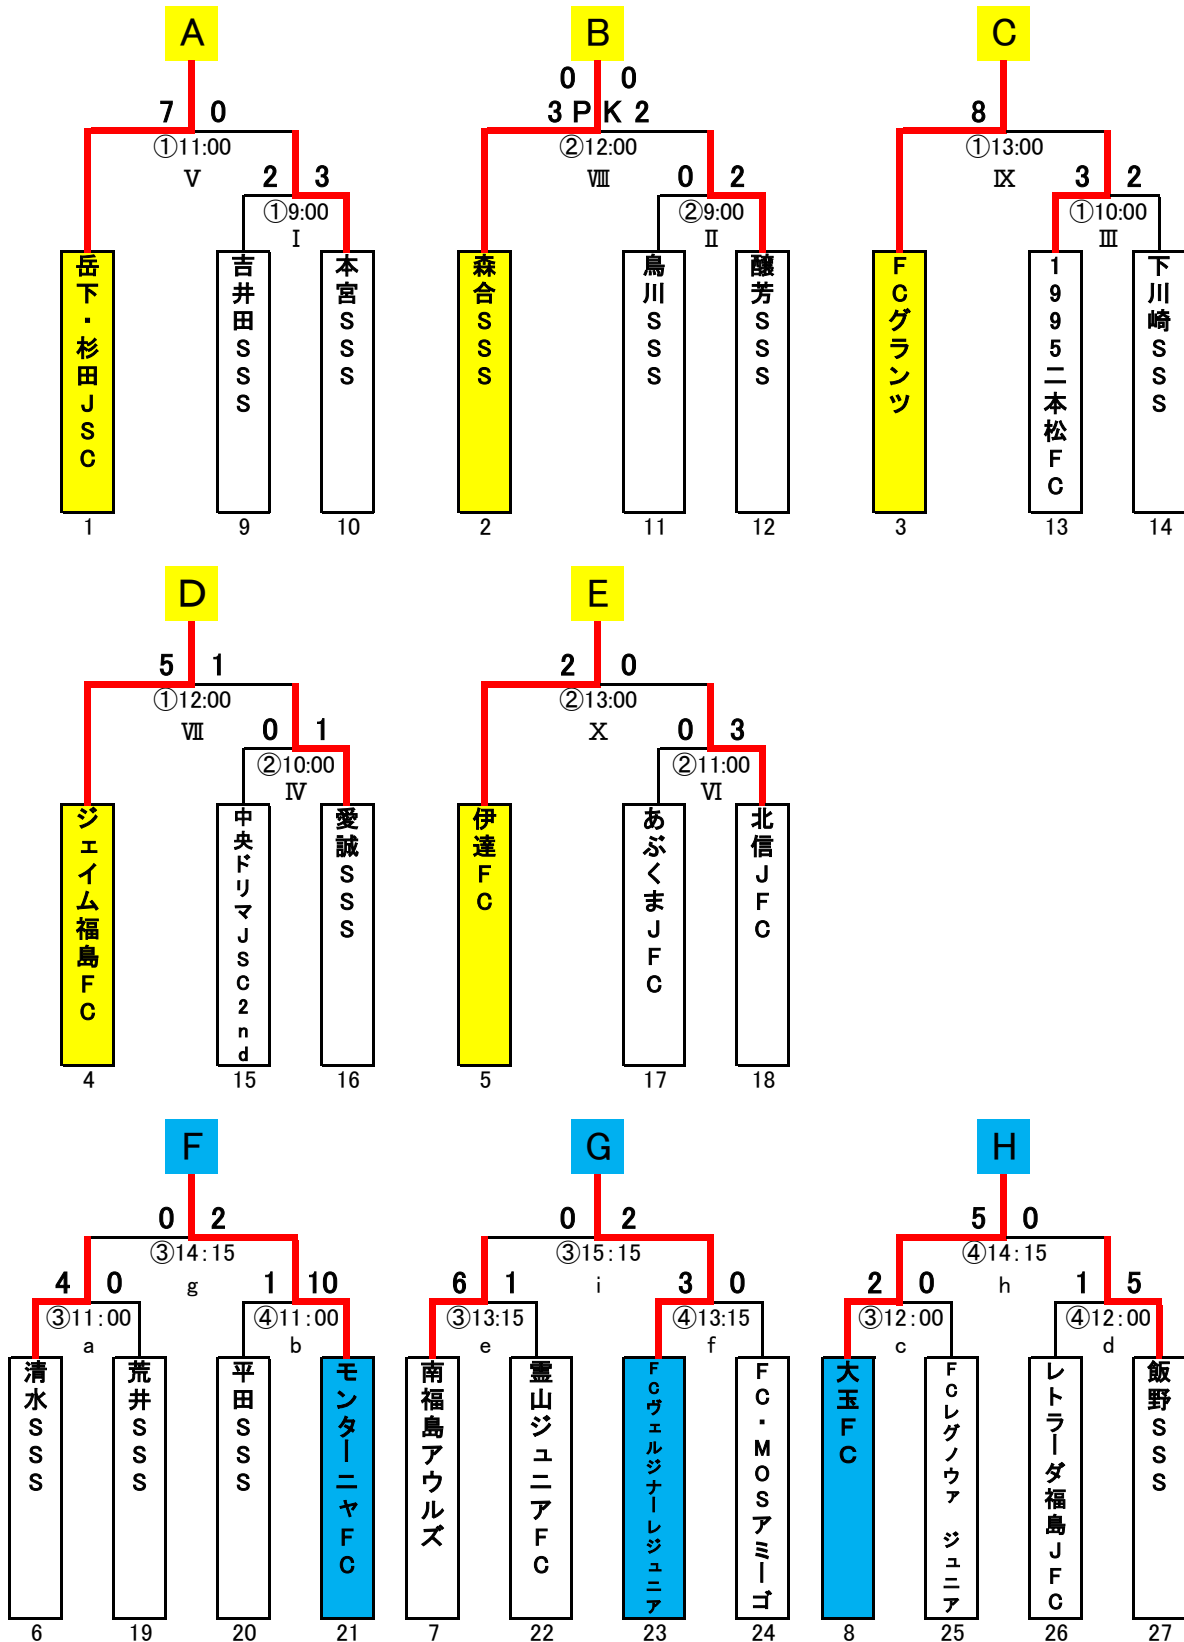 A
B
C
0 0
7 0
3 P K 2
8
①11:00
②12:00
①13:00
Ⅴ
Ⅷ
Ⅸ
2 3
0 2
3 2
①9:00
②9:00
①10:00
Ⅰ
Ⅱ
Ⅲ
岳下・杉田JSC
吉井田SSS
本宮SSS
森合SSS
鳥川SSS
醸芳SSS
FCグランツ
1995二本松FC
下川崎SSS
1
9
10
2
11
12
3
13
14
D
E
5 1
2 0
①12:00
②13:00
Ⅶ
Ⅹ
0 1
0 3
②10:00
②11:00
Ⅳ
Ⅵ
ジェイム福島FC
中央ドリマJSC2nd
愛誠SSS
伊達FC
あぶくまJFC
北信JFC
4
15
16
5
17
18
F
G
H
0 2
0 2
5 0
③14:15
③15:15
④14:15
g
i
h
4 0
1 10
6 1
3 0
2 0
1 5
③11:00
④11:00
③13:15
④13:15
③12:00
④12:00
a
b
e
f
c
d
清水SSS
荒井SSS
平田SSS
モンターニャFC
南福島アウルズ
霊山ジュニアFC
FCヴェルジナーレジュニア
FC・MOSアミーゴ
大玉FC
FCレグノウァ ジュニア
レトラーダ福島JFC
飯野SSS
6
19
20
21
7
22
23
24
8
25
26
27